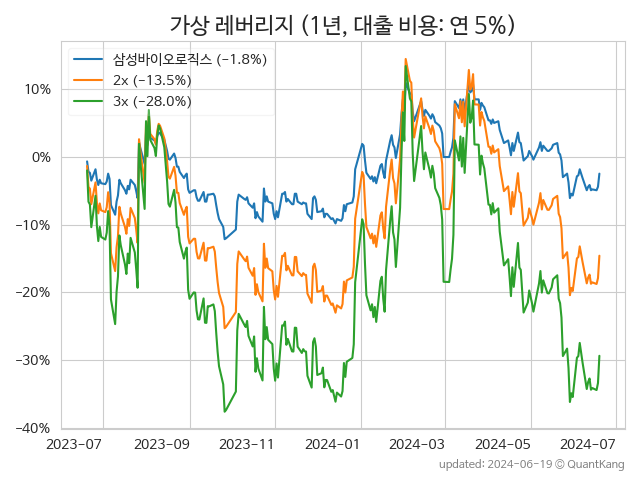 가상 레버리지 (1년, 대출 비용: 연 5%)
삼성바이오로직스 (−1.8%)
2x (−13.5%)
3x (−28.0%)
10%
0%
−10%
−20%
−30%
−40%
2023-07 2023-09 2023-11 2024-01 2024-03 2024-05 2024-07
updated: 2024-06-19 © QuantKang